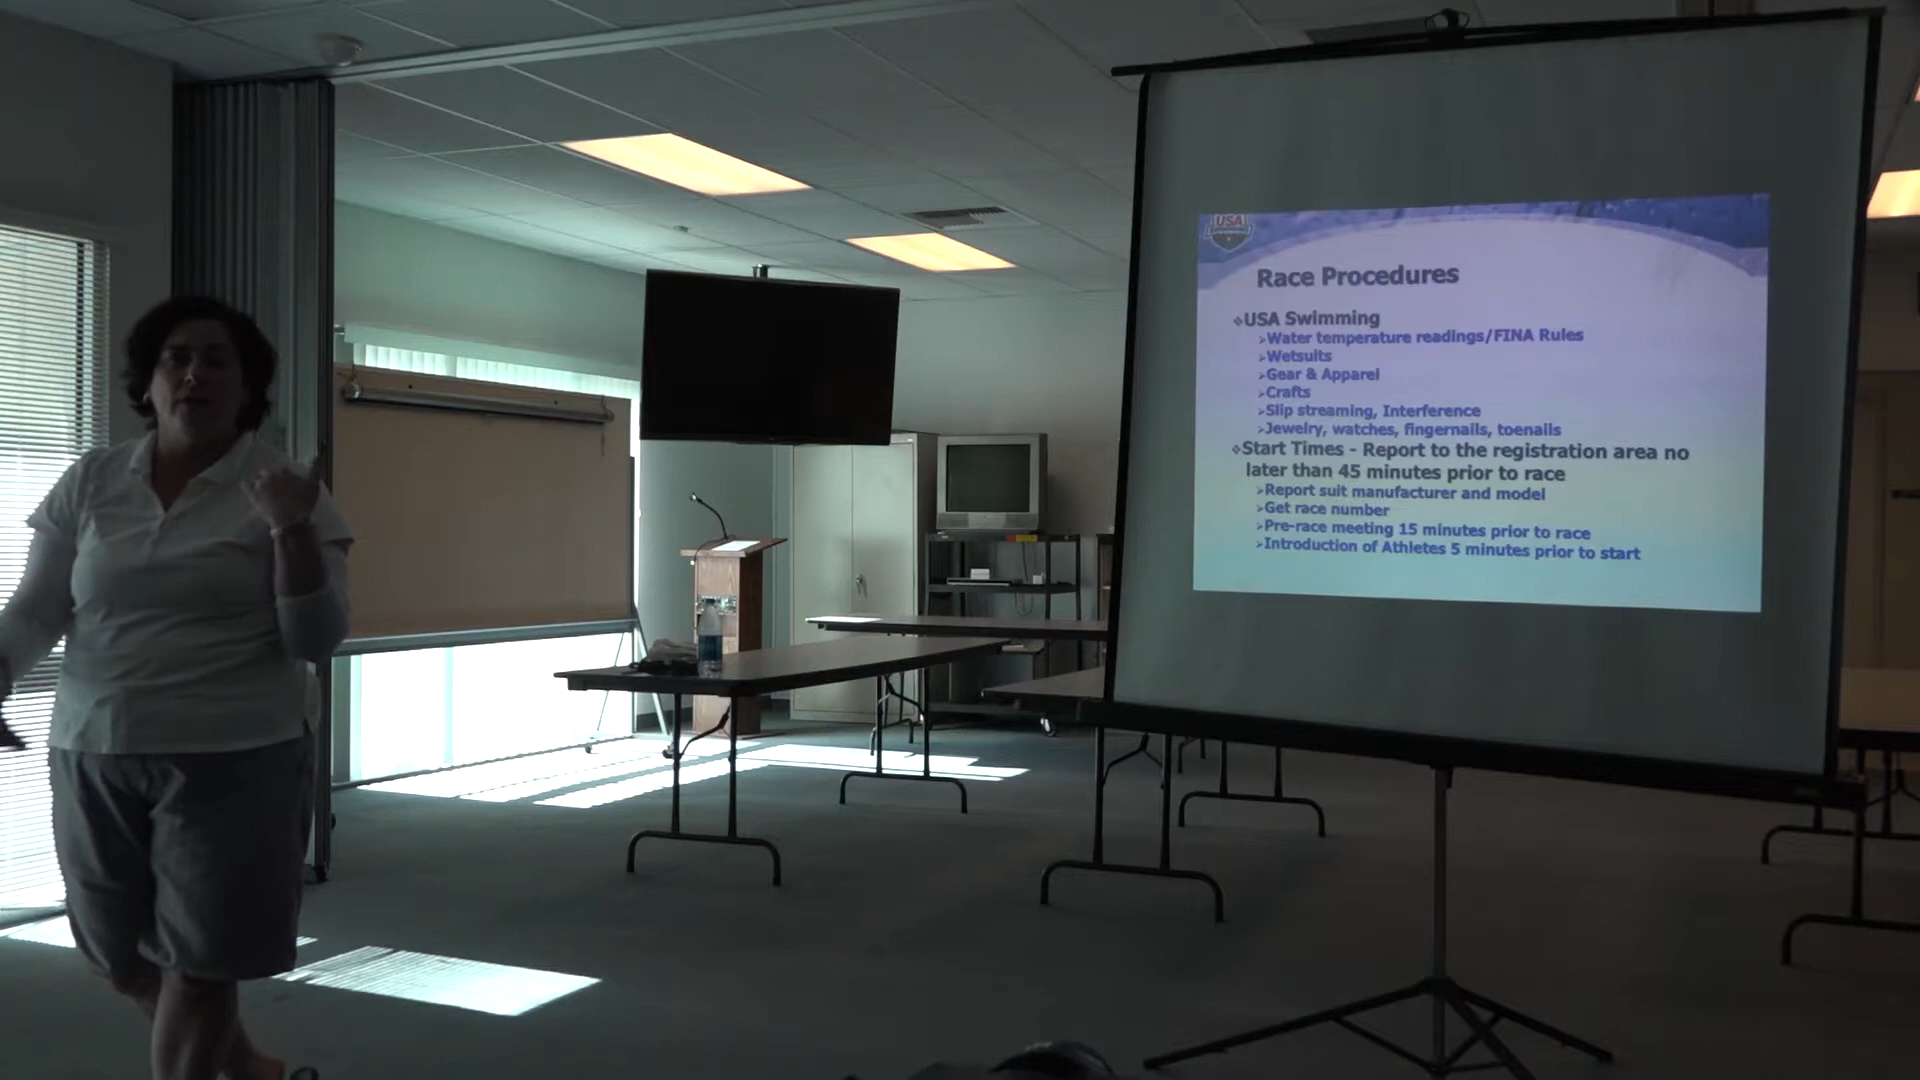 USA
Race Procedures
❖USA Swimming
➢Water temperature readings/FINA Rules
➢Wetsuits
➢Gear & Apparel
➢Crafts
➢Slip streaming, Interference
➢Jewelry, watches, fingernails, toenails
❖Start Times - Report to the registration area no
later than 45 minutes prior to race
➢Report suit manufacturer and model
➢Get race number
➢Pre-race meeting 15 minutes prior to race
➢Introduction of Athletes 5 minutes prior to start